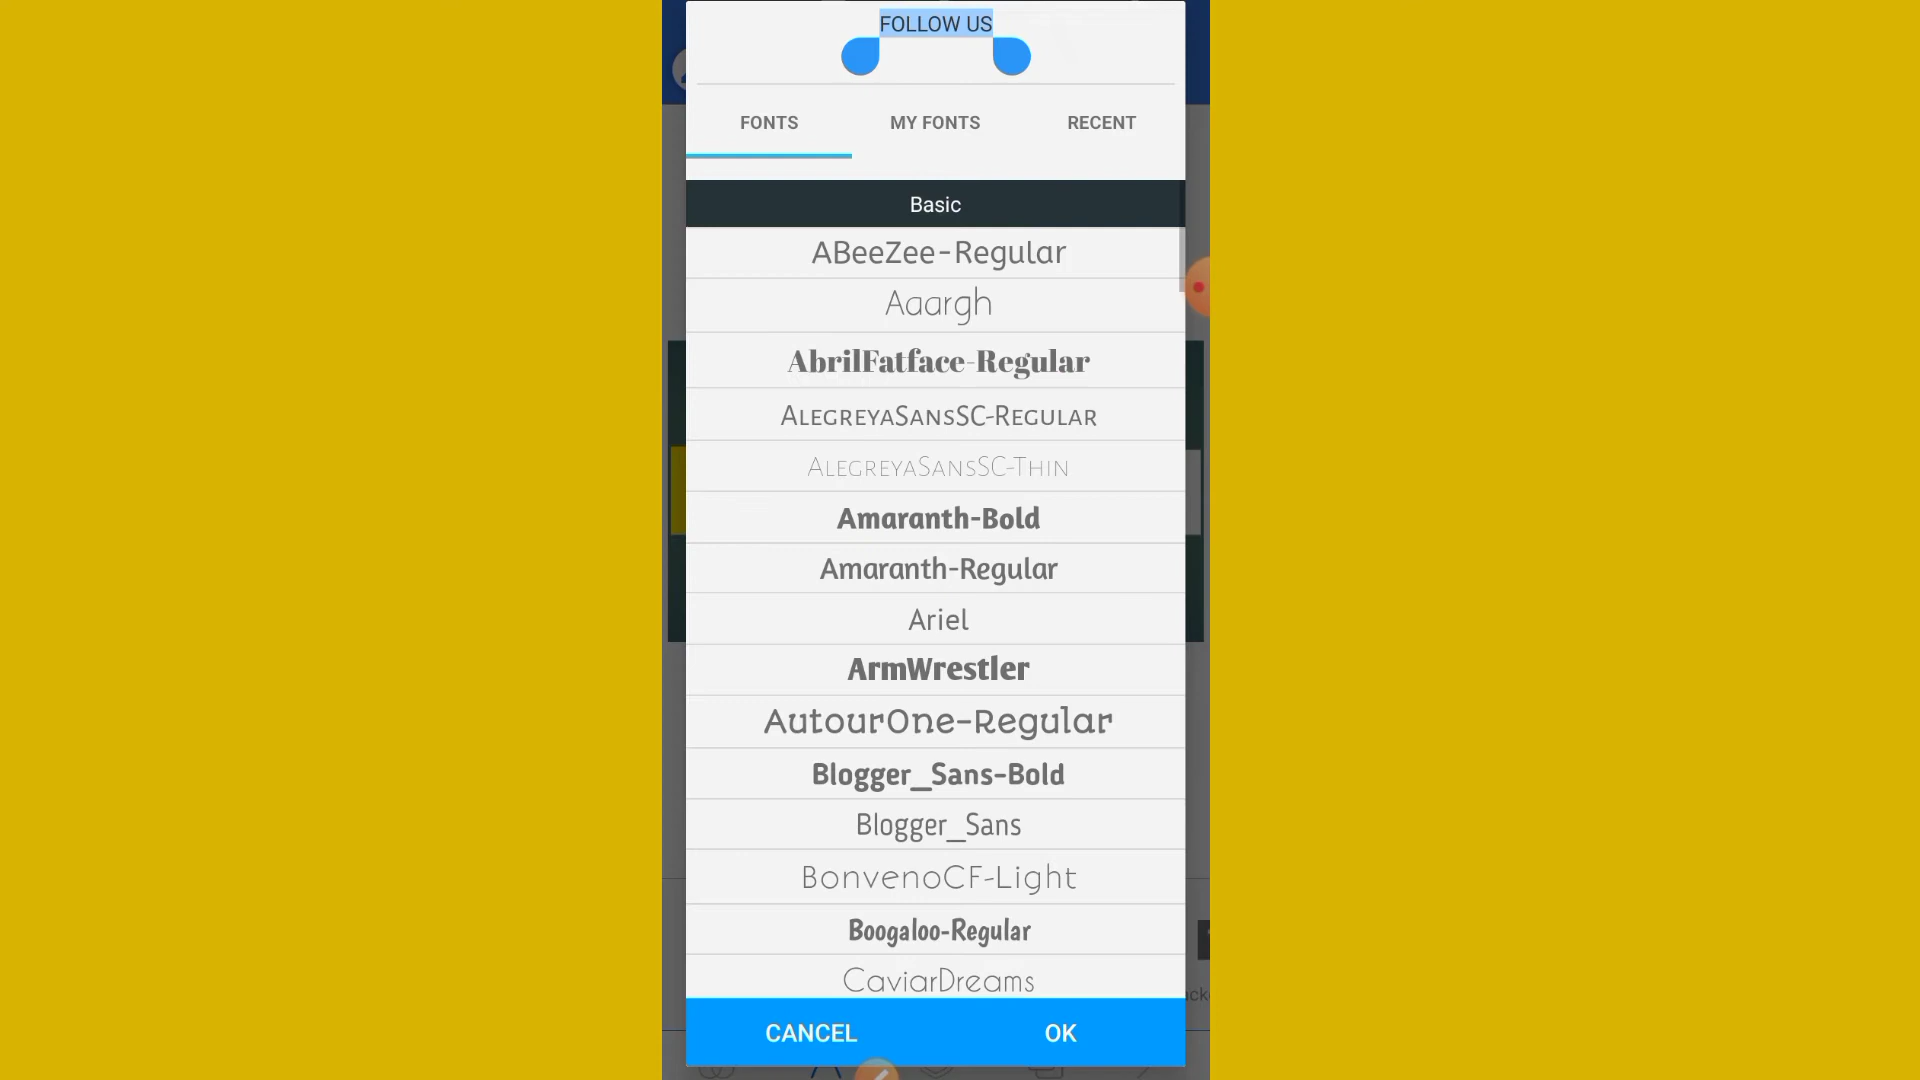 FOLLOW US
FONTS MY FONTS RECENT
Basic
ABeeZee-Regular
Aaargh
AbrilFatface-Regular
AlegreyaSansSC-Regular
AlegreyaSansSC-Thin
Amaranth-Bold
Amaranth-Regular
Ariel
ArmWrestler
AutourOne-Regular
Blogger_Sans-Bold
Blogger_Sans
BonvenoCF-Light
Boogaloo-Regular
CaviarDreams
CANCEL OK